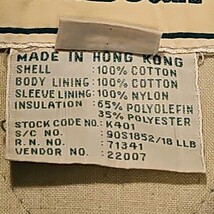 MADE IN HONG KONG
SHELL : 100% COTTON
BODY LINING : 100% COTTON
SLEEVE LINING : 100% NYLON
INSULATION : 65% POLYOLEFIN
35% POLYESTER
STOCK CODE NO.: K401
S/C NO. : 90S1852/18 LLB
R.N. NO. : 71341
VENDOR NO. : 22007